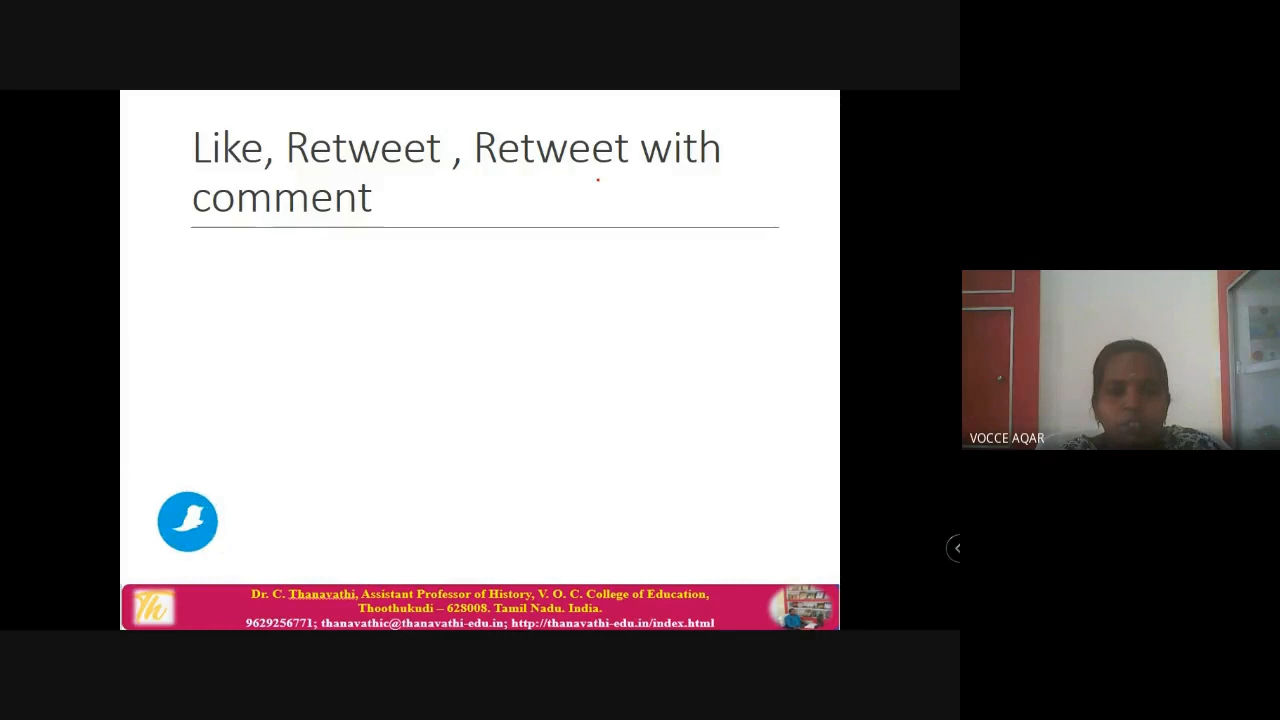 Like, Retweet , Retweet with
comment
Th
Dr. C. Thanavathi, Assistant Professor of History, V. O. C. College of Education,
Thoothukudi – 628008. Tamil Nadu. India.
9629256771; thanavathic@thanavathi-edu.in; http://thanavathi-edu.in/index.html
VOCCE AQAR